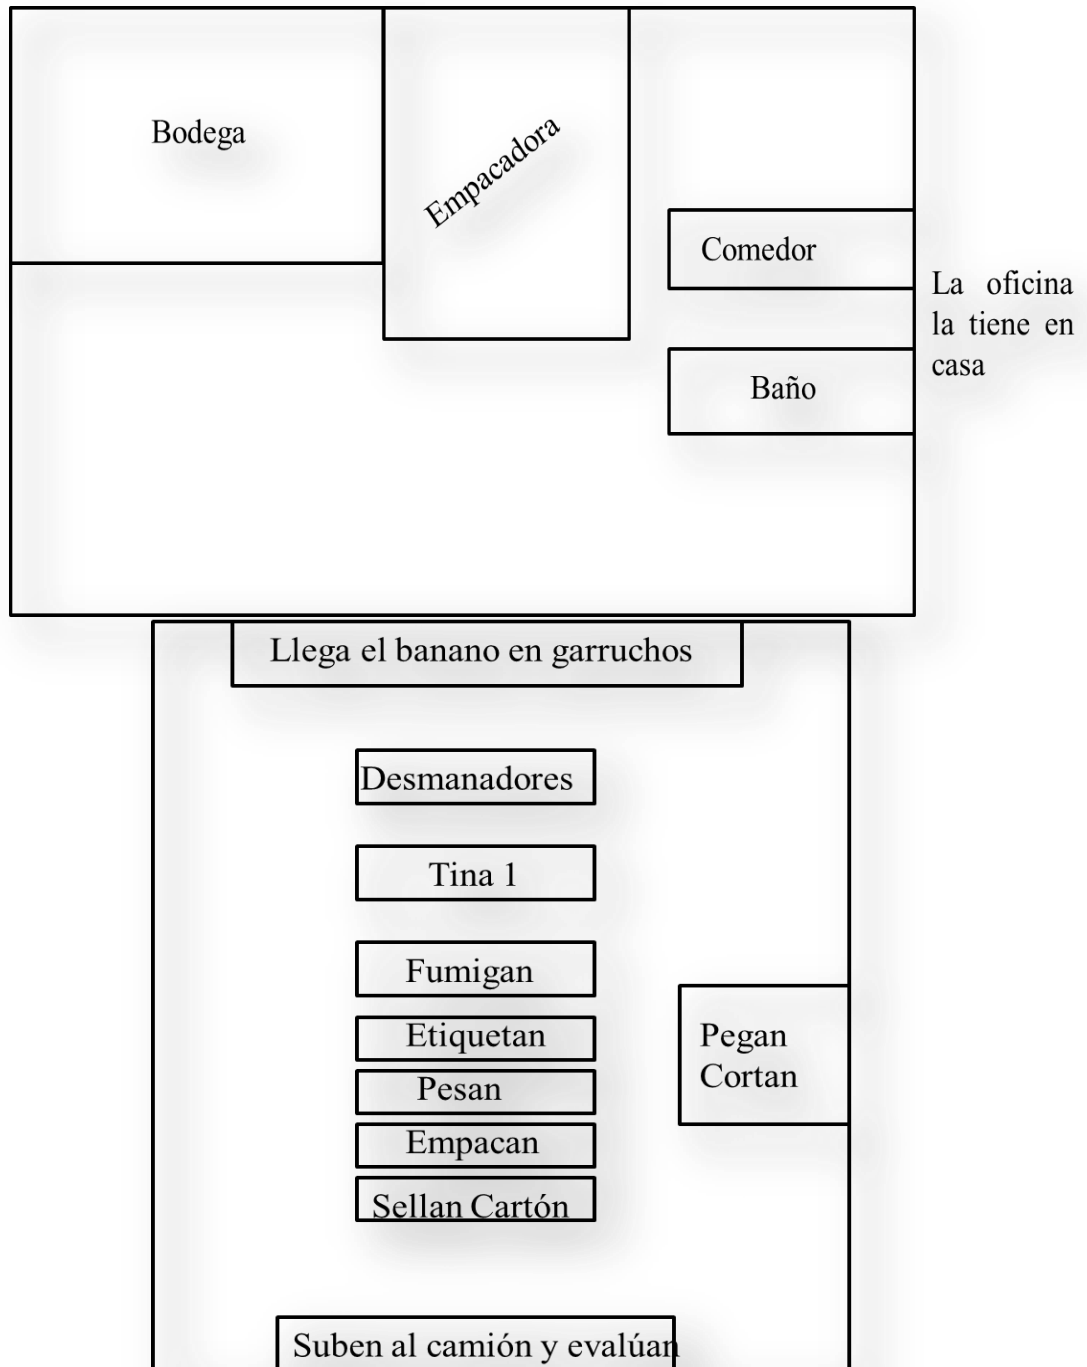 Bodega
Empacadora
Comedor
La oficina
la tiene en
casa
Baño
Llega el banano en garruchos
Desmanadores
Tina 1
Fumigan
Etiquetan
Pesan
Empacan
Sellan Cartón
Pegan
Cortan
Suben al camión y evalúan